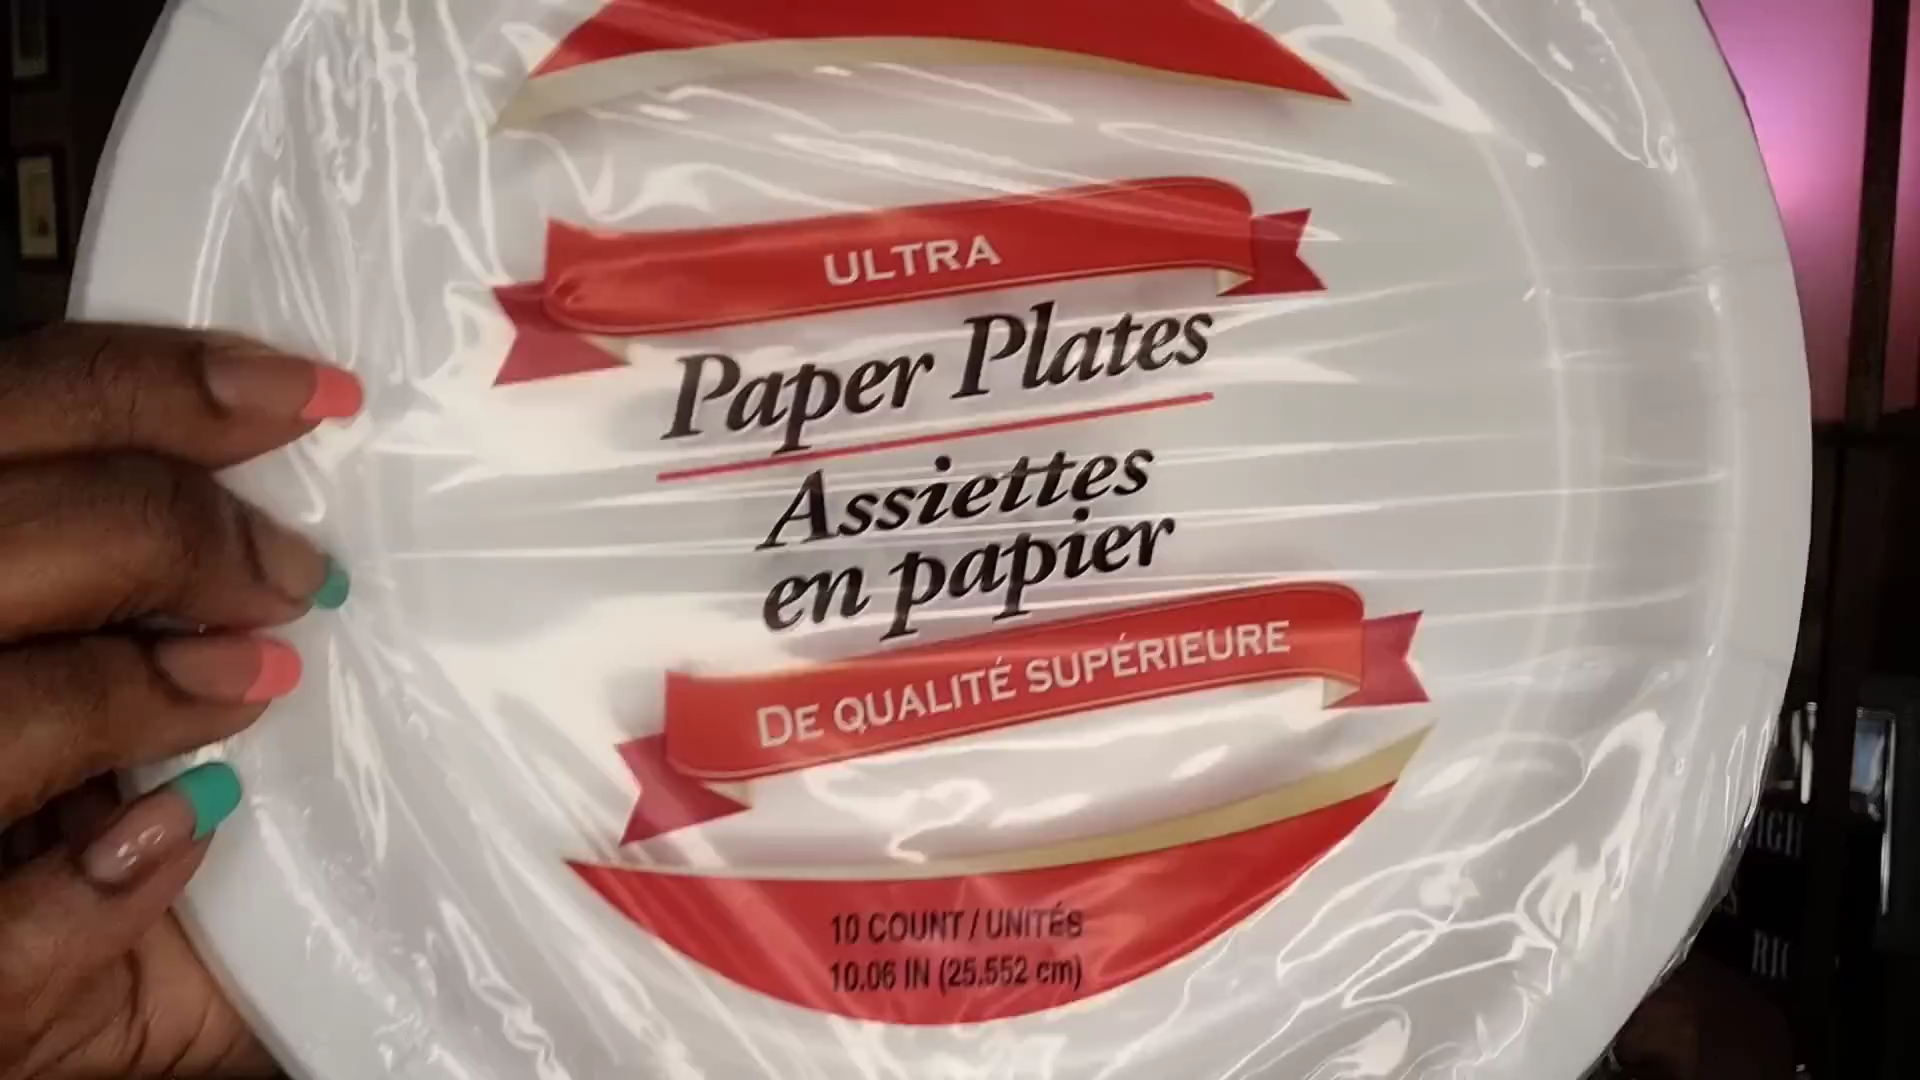 ULTRA
Paper Plates
Assiettes
en papier
DE QUALITÉ SUPÉRIEURE
10 COUNT / UNITÉS
10.06 IN (25.552 cm)